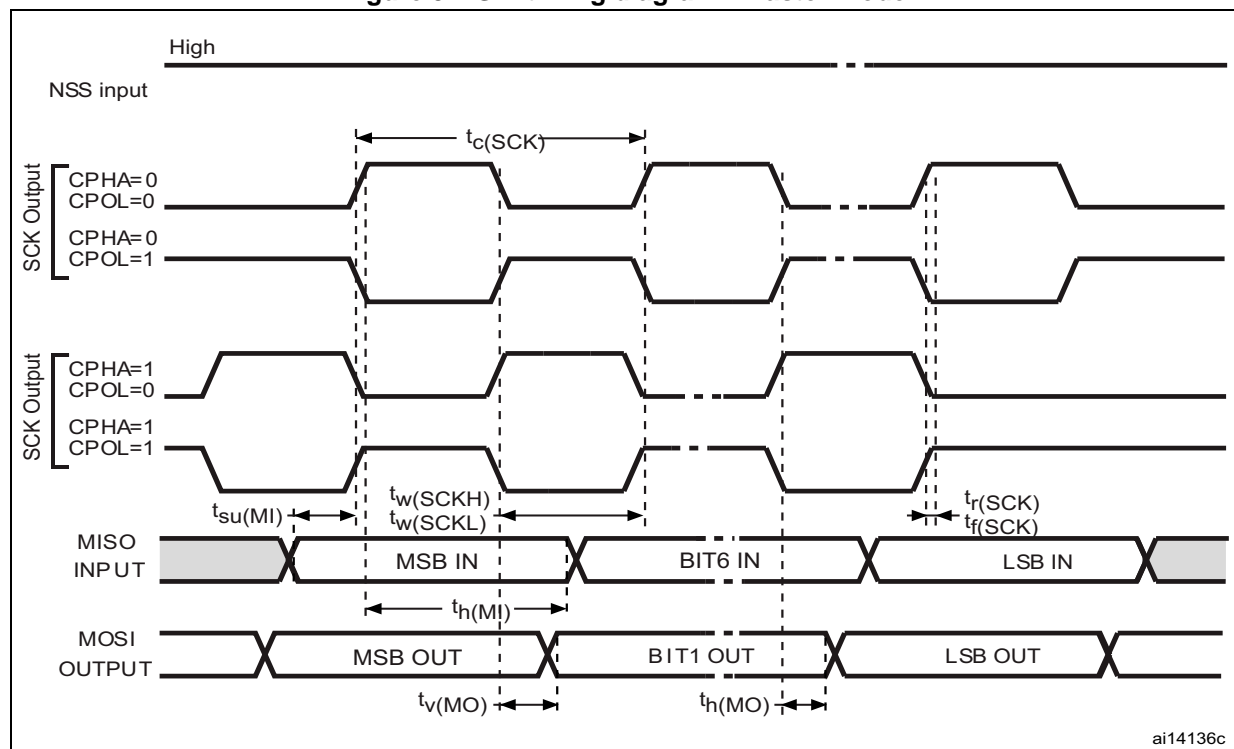 High
NSS input
tc(SCK)
SCK Output
CPHA=0
CPOL=0
CPHA=0
CPOL=1
SCK Output
CPHA=1
CPOL=0
CPHA=1
CPOL=1
tsu(MI)
tw(SCKH)
tw(SCKL)
tr(SCK)
tf(SCK)
MISO
INPUT
MSB IN
BIT6 IN
LSB IN
th(MI)
MOSI
OUTPUT
MSB OUT
BIT1 OUT
LSB OUT
tv(MO)
th(MO)
ai14136c